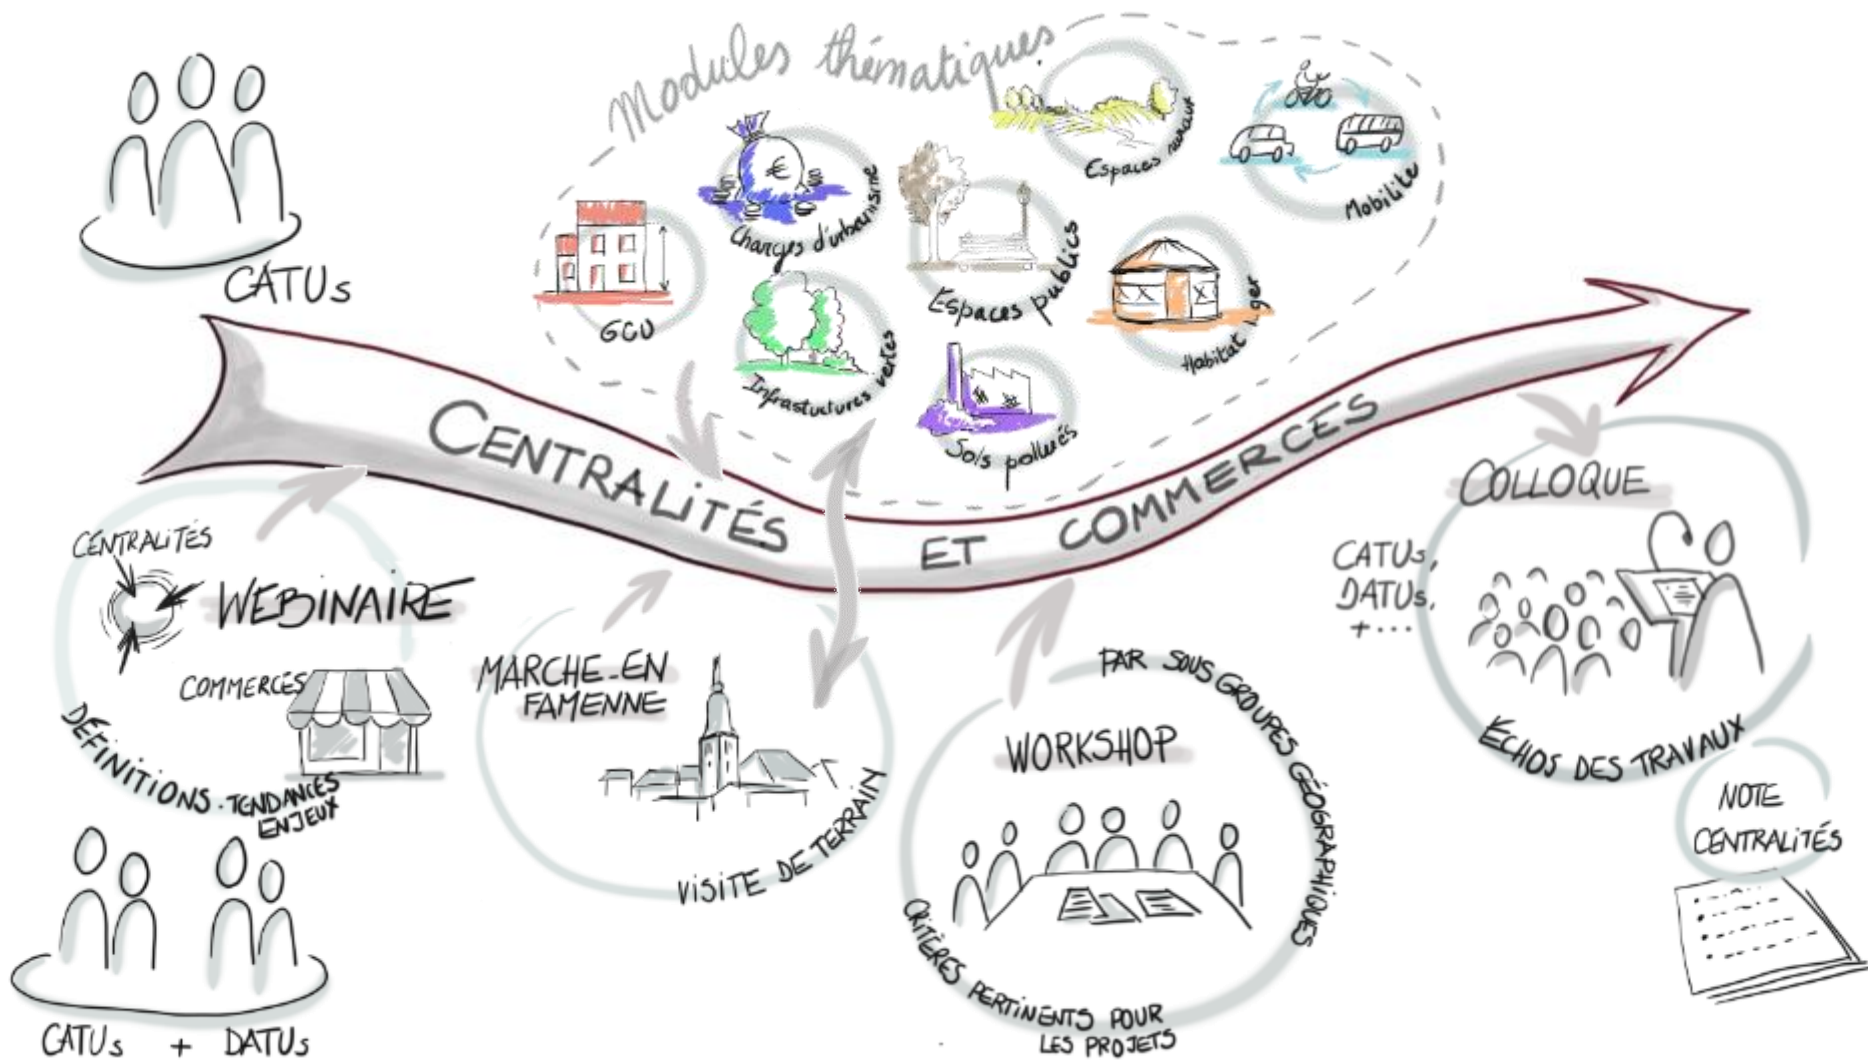 Modules thématiques
CATUs
GCU
Charges d'urbanisme
Infrastuctures vertes
Espaces publics
Sols pollués
Espaces ruraux
Habitat léger
Mobilité
CENTRALITÉS ET COMMERCES
CENTRALITÉS
WEBINAIRE
COMMERCES
DÉFINITIONS - TENDANCES
ENJEUX
CATUs + DATUs
MARCHE-EN
FAMENNE
VISITE DE TERRAIN
PAR SOUS GROUPES GÉOGRAPHIQUES
WORKSHOP
CRITÈRES PERTINENTS POUR
LES PROJETS
COLLOQUE
CATUs,
DATUs,
+ ...
ÉCHOS DES TRAVAUX
NOTE
CENTRALITÉS